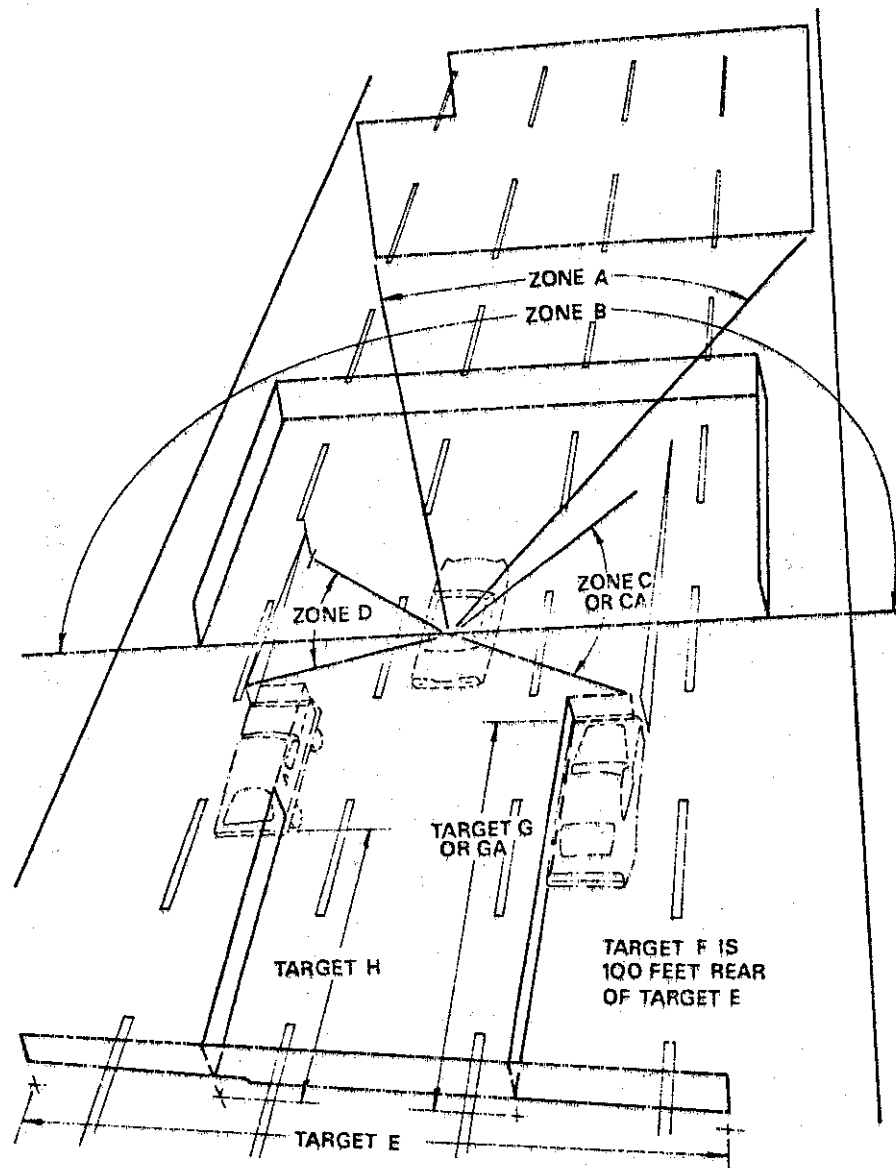 ZONE A
ZONE B
ZONE C
OR CA
ZONE D
TARGET G
OR GA
TARGET H
TARGET F IS
100 FEET REAR
OF TARGET E
TARGET E